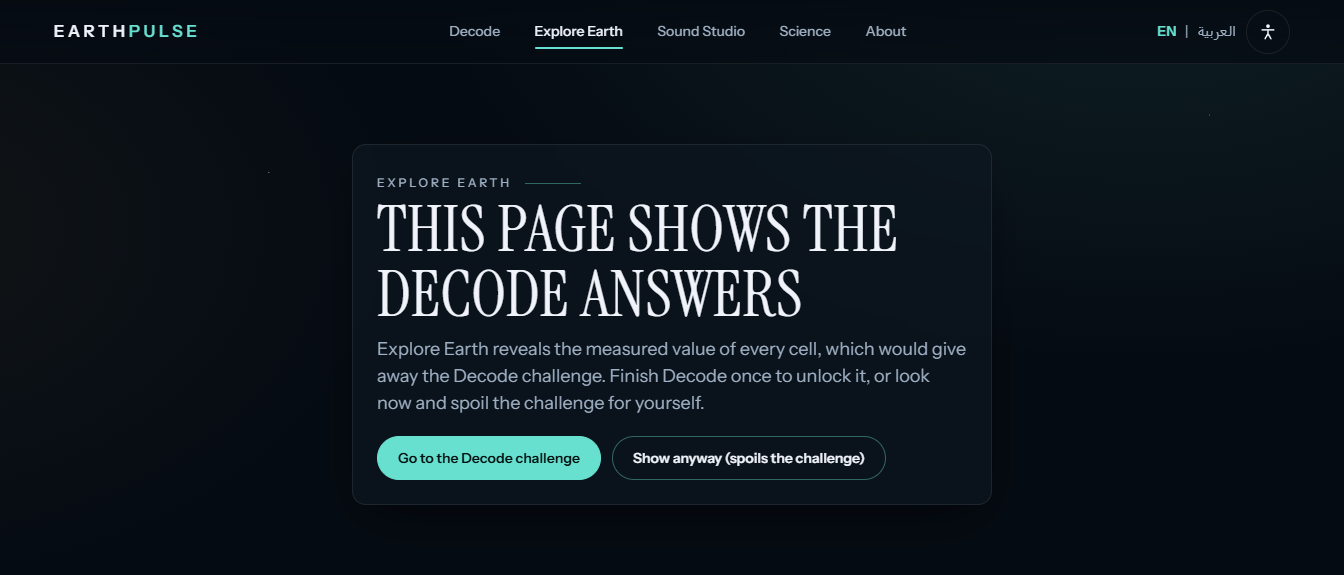 EARTHPULSE
Decode
Explore Earth
Sound Studio
Science
About
EN | العربية
EXPLORE EARTH
THIS PAGE SHOWS THE
DECODE ANSWERS
Explore Earth reveals the measured value of every cell, which would give
away the Decode challenge. Finish Decode once to unlock it, or look
now and spoil the challenge for yourself.
Go to the Decode challenge
Show anyway (spoils the challenge)